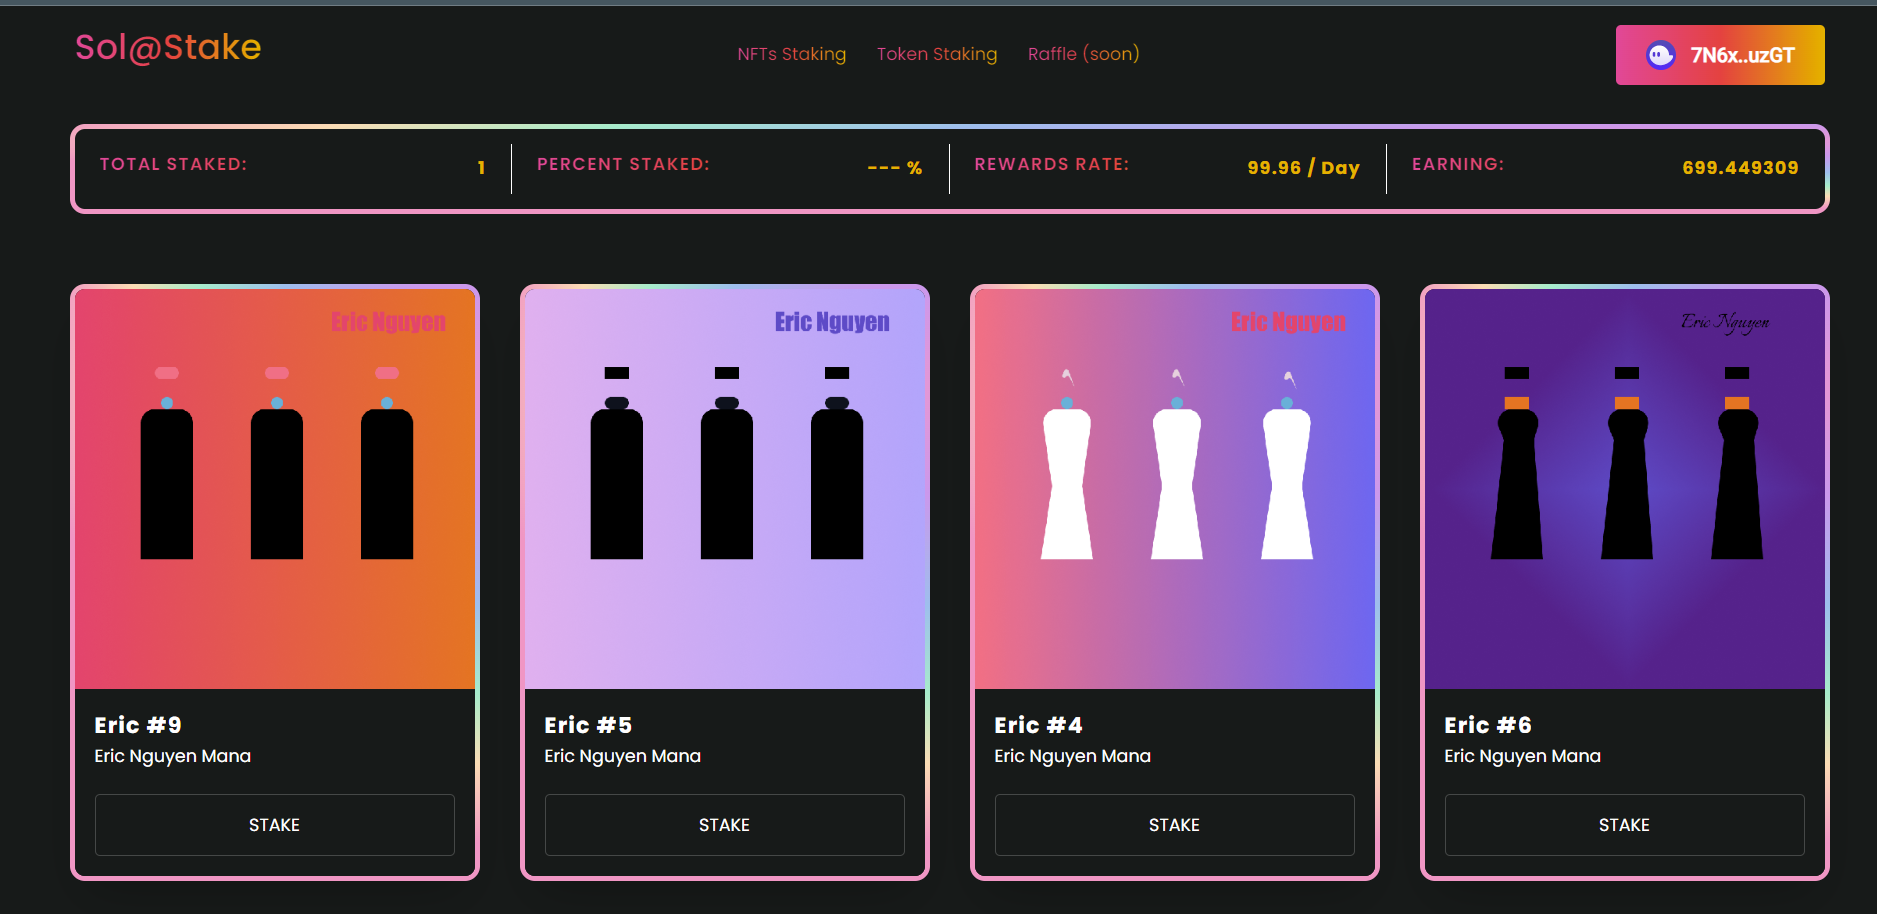 Sol@Stake
NFTs Staking Token Staking Raffle (soon)
7N6x..uzGT
TOTAL STAKED: 1
PERCENT STAKED: --- %
REWARDS RATE: 99.96 / Day
EARNING: 699.449309
Eric Nguyen
Eric #9
Eric Nguyen Mana
STAKE
Eric Nguyen
Eric #5
Eric Nguyen Mana
STAKE
Eric Nguyen
Eric #4
Eric Nguyen Mana
STAKE
Eric Nguyen
Eric #6
Eric Nguyen Mana
STAKE